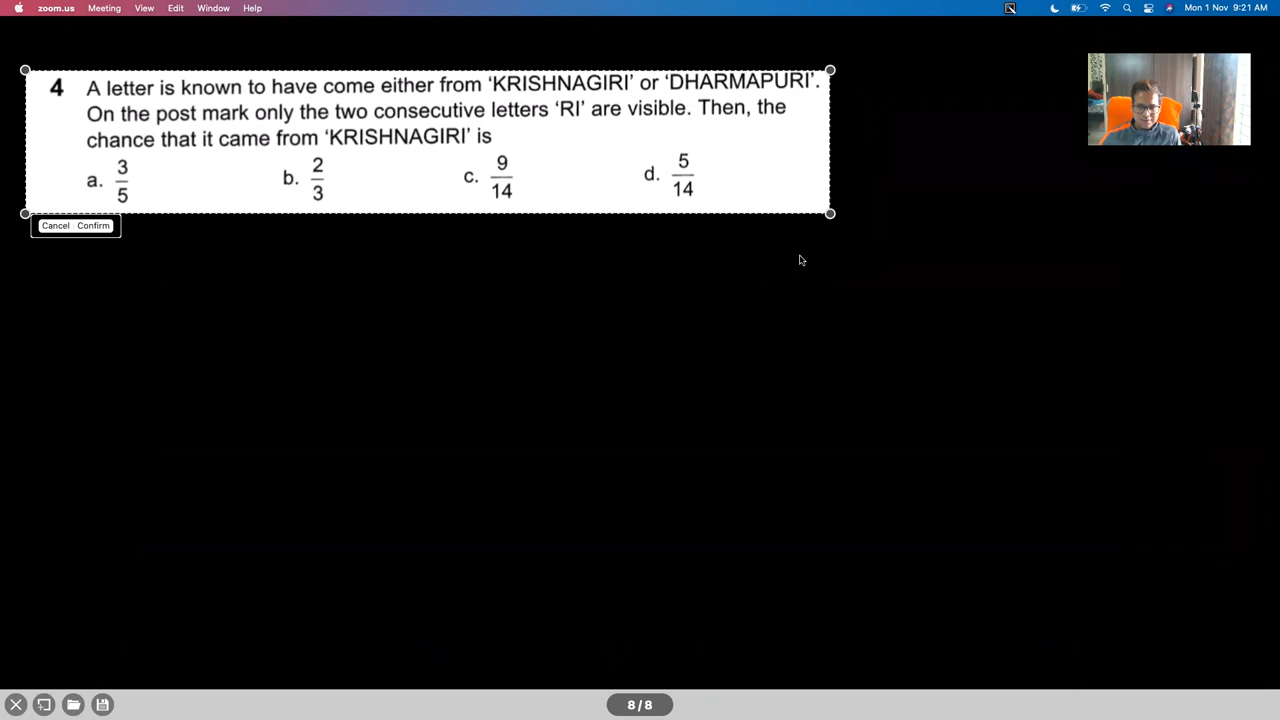 zoom.us Meeting View Edit Window Help Mon 1 Nov 9:21 AM
4 A letter is known to have come either from ‘KRISHNAGIRI’ or ‘DHARMAPURI’.
On the post mark only the two consecutive letters ‘RI’ are visible. Then, the
chance that it came from ‘KRISHNAGIRI’ is
a. 3/5 b. 2/3 c. 9/14 d. 5/14
Cancel Confirm
8 / 8